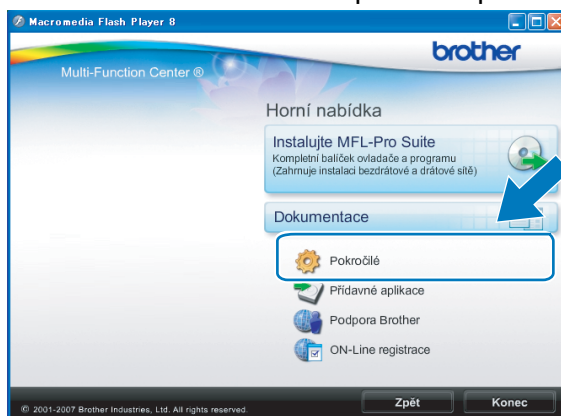 Macromedia Flash Player 8
brother
Multi-Function Center ®
Horní nabídka
Instalujte MFL-Pro Suite
Kompletní balíček ovladače a programu
(Zahrnuje instalaci bezdrátové a drátové sítě)
Dokumentace
Pokročilé
Přídavné aplikace
Podpora Brother
ON-Line registrace
© 2001-2007 Brother Industries, Ltd. All rights reserved.
Zpět
Konec